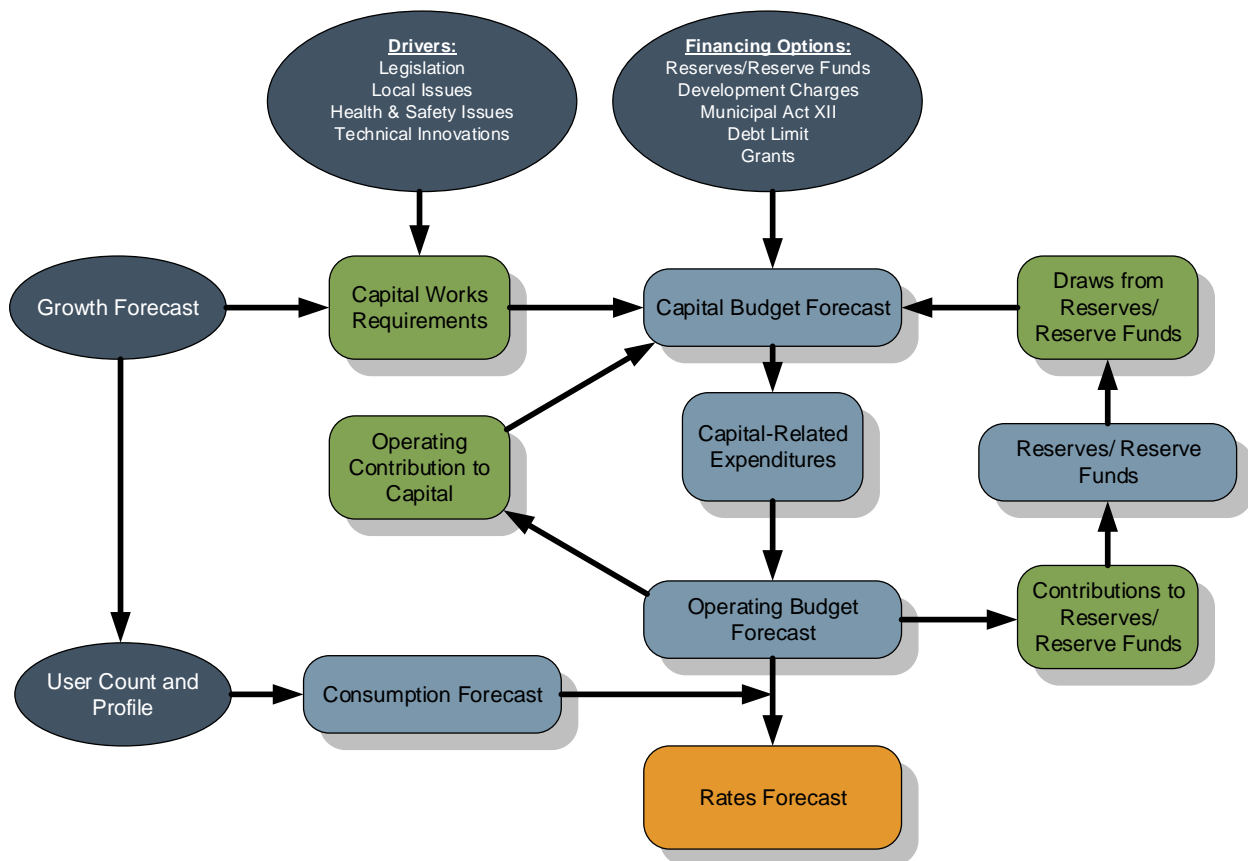 Drivers:
Legislation
Local Issues
Health & Safety Issues
Technical Innovations
Financing Options:
Reserves/Reserve Funds
Development Charges
Municipal Act XII
Debt Limit
Grants
Growth Forecast
Capital Works
Requirements
Capital Budget Forecast
Draws from
Reserves/
Reserve Funds
Operating
Contribution to
Capital
Capital-Related
Expenditures
Reserves/ Reserve
Funds
Operating Budget
Forecast
Contributions to
Reserves/
Reserve Funds
User Count and
Profile
Consumption Forecast
Rates Forecast